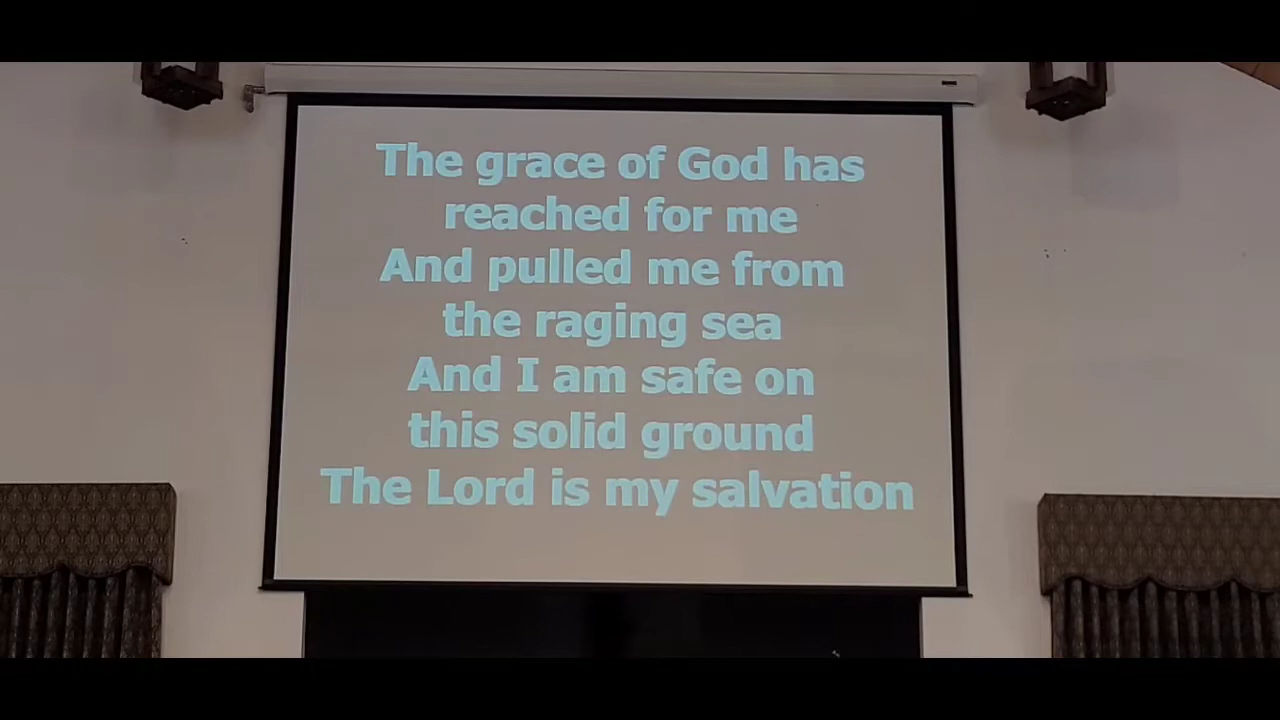 The grace of God has
reached for me
And pulled me from
the raging sea
And I am safe on
this solid ground
The Lord is my salvation